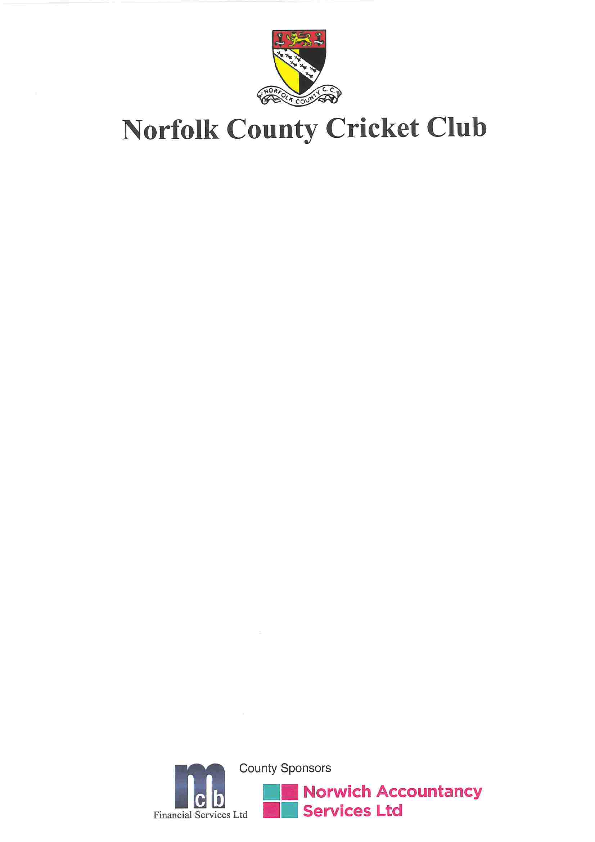 NORFOLK COUNTY C.C.
Norfolk County Cricket Club
County Sponsors
mcb
Financial Services Ltd
Norwich Accountancy
Services Ltd